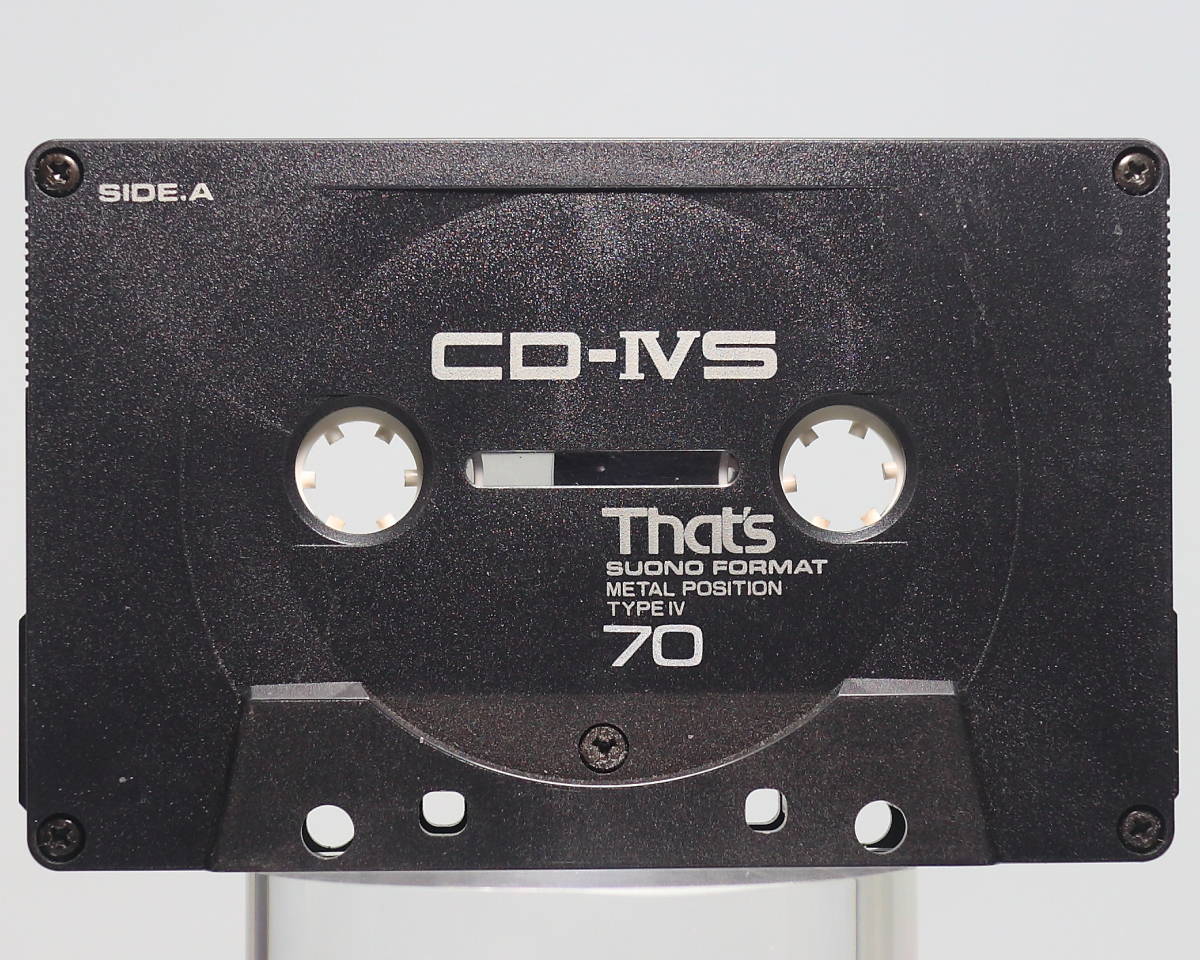 SIDE.A
CD-IVS
That's
SUONO FORMAT
METAL POSITION
TYPE IV
70